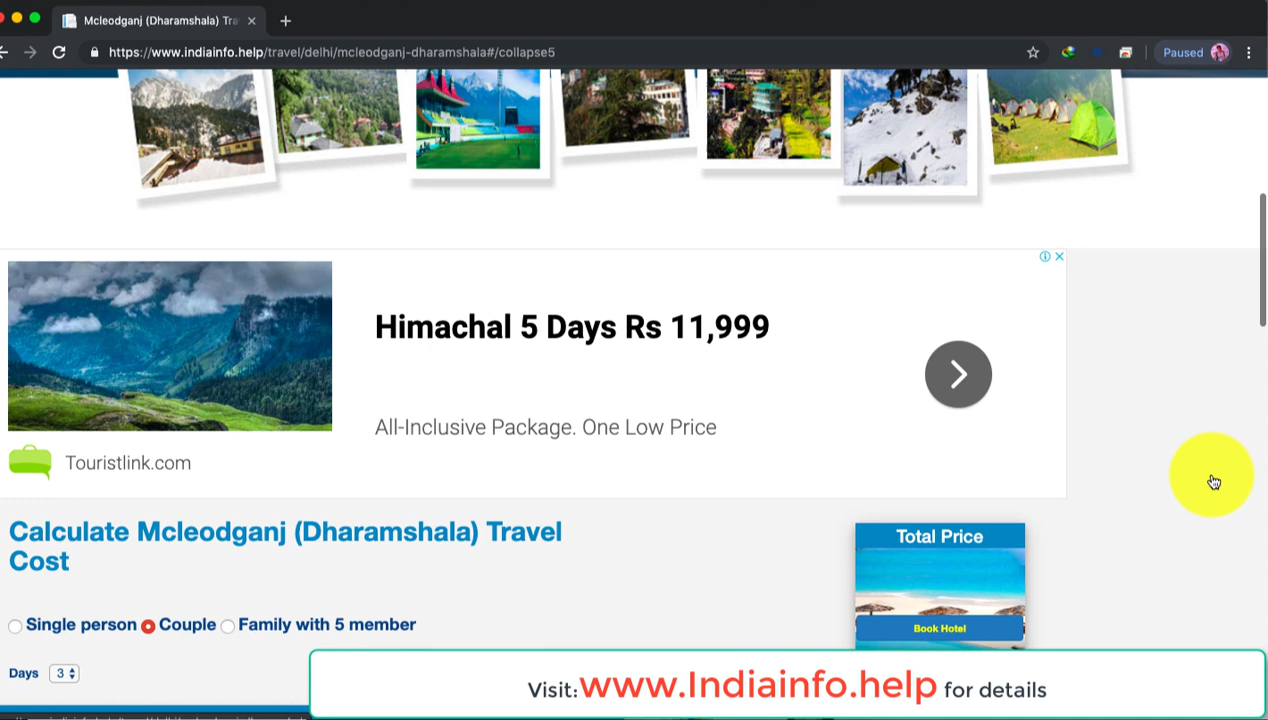 Mcleodganj (Dharamshala) Tra
https://www.indiainfo.help/travel/delhi/mcleodganj-dharamshala#/collapse5
Paused
Himachal 5 Days Rs 11,999
All-Inclusive Package. One Low Price
Touristlink.com
Calculate Mcleodganj (Dharamshala) Travel
Cost
Total Price
Single person Couple Family with 5 member
Book Hotel
Days 3
Visit:www.Indiainfo.help for details